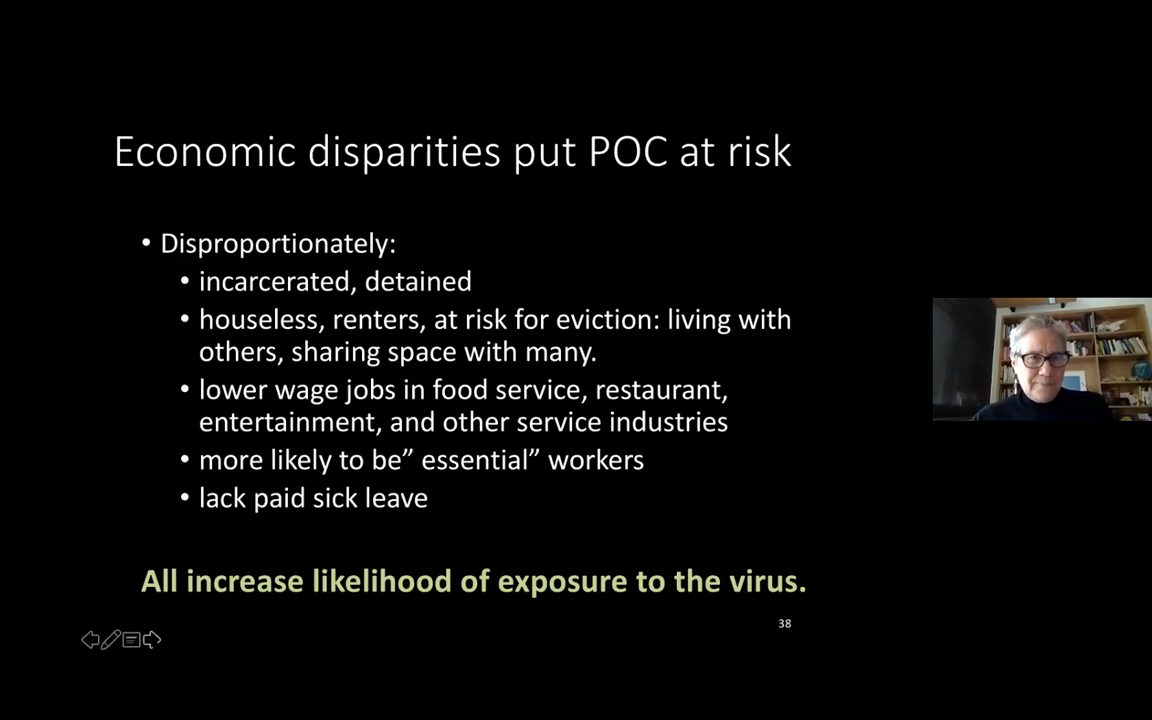 Economic disparities put POC at risk
• Disproportionately:
• incarcerated, detained
• houseless, renters, at risk for eviction: living with
others, sharing space with many.
• lower wage jobs in food service, restaurant,
entertainment, and other service industries
• more likely to be” essential” workers
• lack paid sick leave
All increase likelihood of exposure to the virus.
38